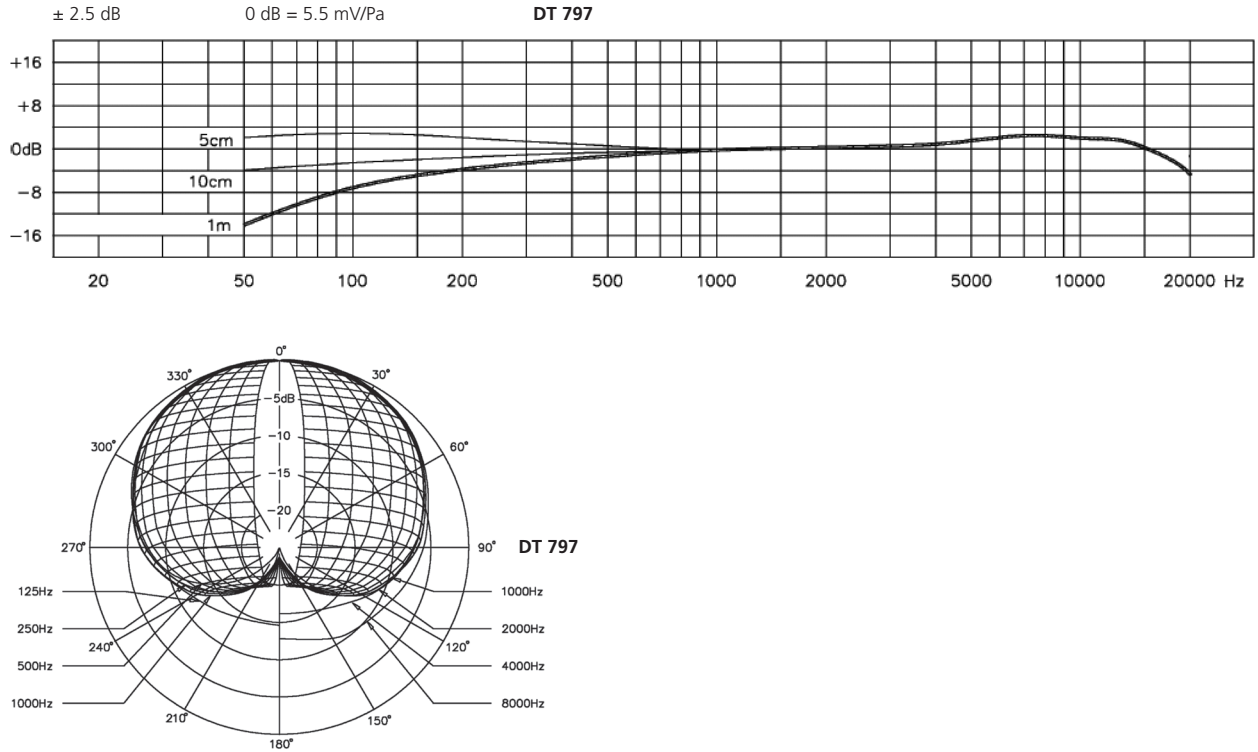 ± 2.5 dB 0 dB = 5.5 mV/Pa DT 797
+16
+8
5cm
0dB
10cm
-8
1m
-16
20 50 100 200 500 1000 2000 5000 10000 20000 Hz
0°
330° 30°
-5dB
-10
300° 60°
-15
-20
270° 90° DT 797
125Hz 1000Hz
250Hz 2000Hz
240° 120°
500Hz 4000Hz
1000Hz 8000Hz
210° 150°
180°